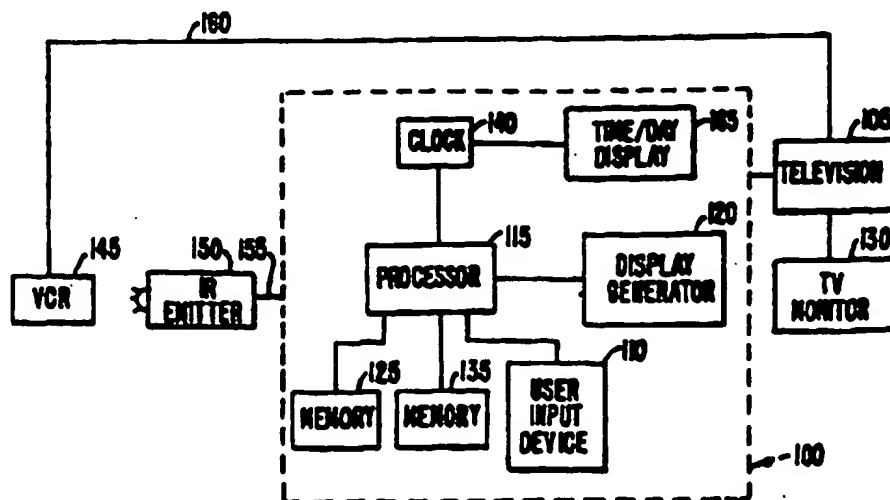 160
140
CLOCK
TIME/DAY
DISPLAY
165
105
TELEVISION
115
PROCESSOR
120
DISPLAY
GENERATOR
130
TV
MONITOR
145
VCR
150
155
IR
EMITTER
125
MEMORY
135
MEMORY
110
USER
INPUT
DEVICE
100